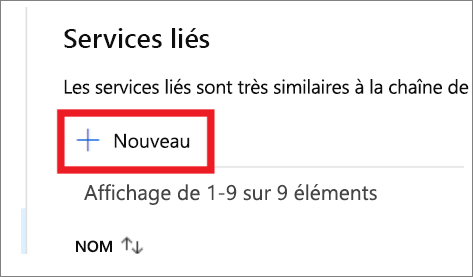 Services liés
Les services liés sont très similaires à la chaîne de
Nouveau
Affichage de 1-9 sur 9 éléments
NOM